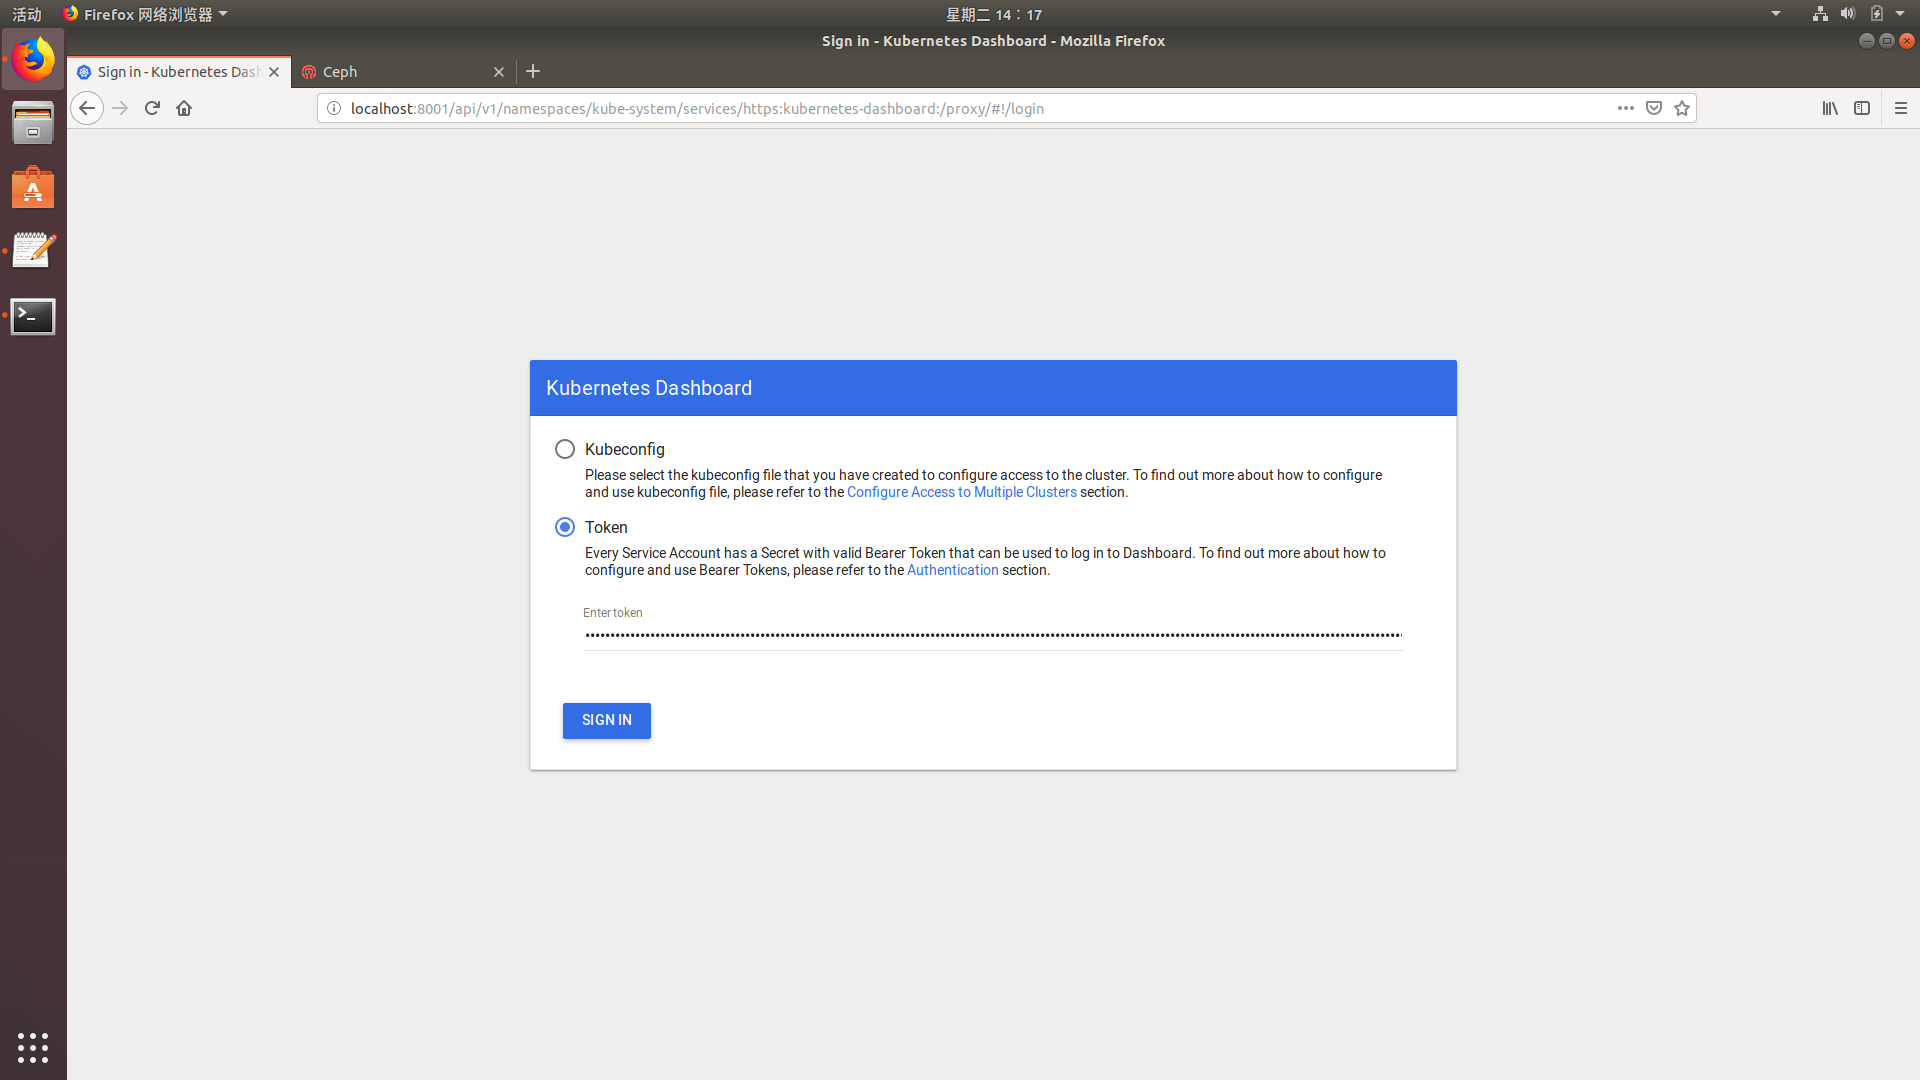 活动
Firefox 网络浏览器
星期二 14：17
Sign in - Kubernetes Dashboard - Mozilla Firefox
Sign in - Kubernetes Dash
Ceph
localhost:8001/api/v1/namespaces/kube-system/services/https:kubernetes-dashboard:/proxy/#!/login
Kubernetes Dashboard
Kubeconfig
Please select the kubeconfig file that you have created to configure access to the cluster. To find out more about how to configure
and use kubeconfig file, please refer to the Configure Access to Multiple Clusters section.
Token
Every Service Account has a Secret with valid Bearer Token that can be used to log in to Dashboard. To find out more about how to
configure and use Bearer Tokens, please refer to the Authentication section.
Enter token
SIGN IN